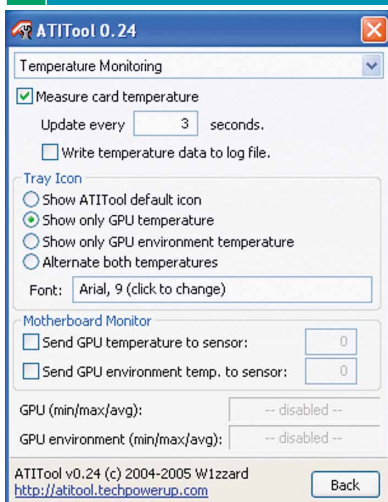 ATITool 0.24
Temperature Monitoring
Measure card temperature
Update every 3 seconds.
Write temperature data to log file.
Tray Icon
Show ATITool default icon
Show only GPU temperature
Show only GPU environment temperature
Alternate both temperatures
Font: Arial, 9 (click to change)
Motherboard Monitor
Send GPU temperature to sensor: 0
Send GPU environment temp. to sensor: 0
GPU (min/max/avg): -- disabled --
GPU environment (min/max/avg): -- disabled --
ATITool v0.24 (c) 2004-2005 W1zzard
http://atitool.techpowerup.com Back